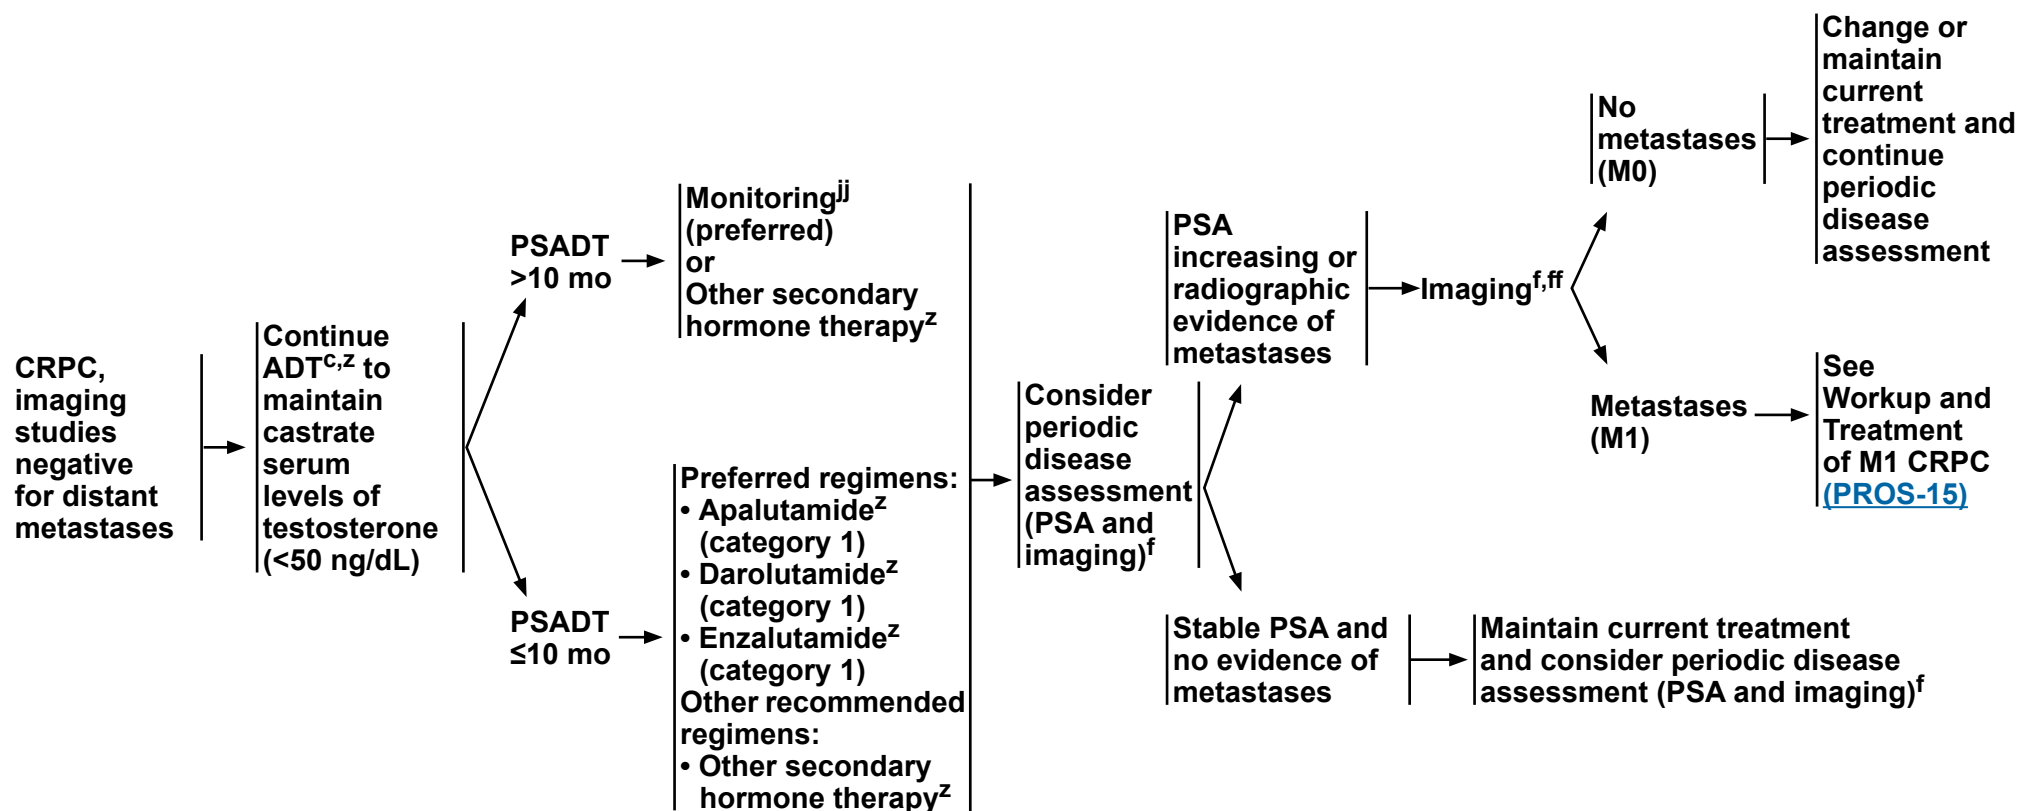 CRPC,
imaging
studies
negative
for distant
metastases
Continue
ADTc,z to
maintain
castrate
serum
levels of
testosterone
(<50 ng/dL)
PSADT
>10 mo
Monitoringjj
(preferred)
or
Other secondary
hormone therapyz
PSADT
≤10 mo
Preferred regimens:
• Apalutamidez
(category 1)
• Darolutamidez
(category 1)
• Enzalutamidez
(category 1)
Other recommended
regimens:
• Other secondary
hormone therapyz
Consider
periodic
disease
assessment
(PSA and
imaging)f
PSA
increasing or
radiographic
evidence of
metastases
Imagingf,ff
No
metastases
(M0)
Change or
maintain
current
treatment and
continue
periodic
disease
assessment
Metastases
(M1)
See
Workup and
Treatment
of M1 CRPC
(PROS-15)
Stable PSA and
no evidence of
metastases
Maintain current treatment
and consider periodic disease
assessment (PSA and imaging)f